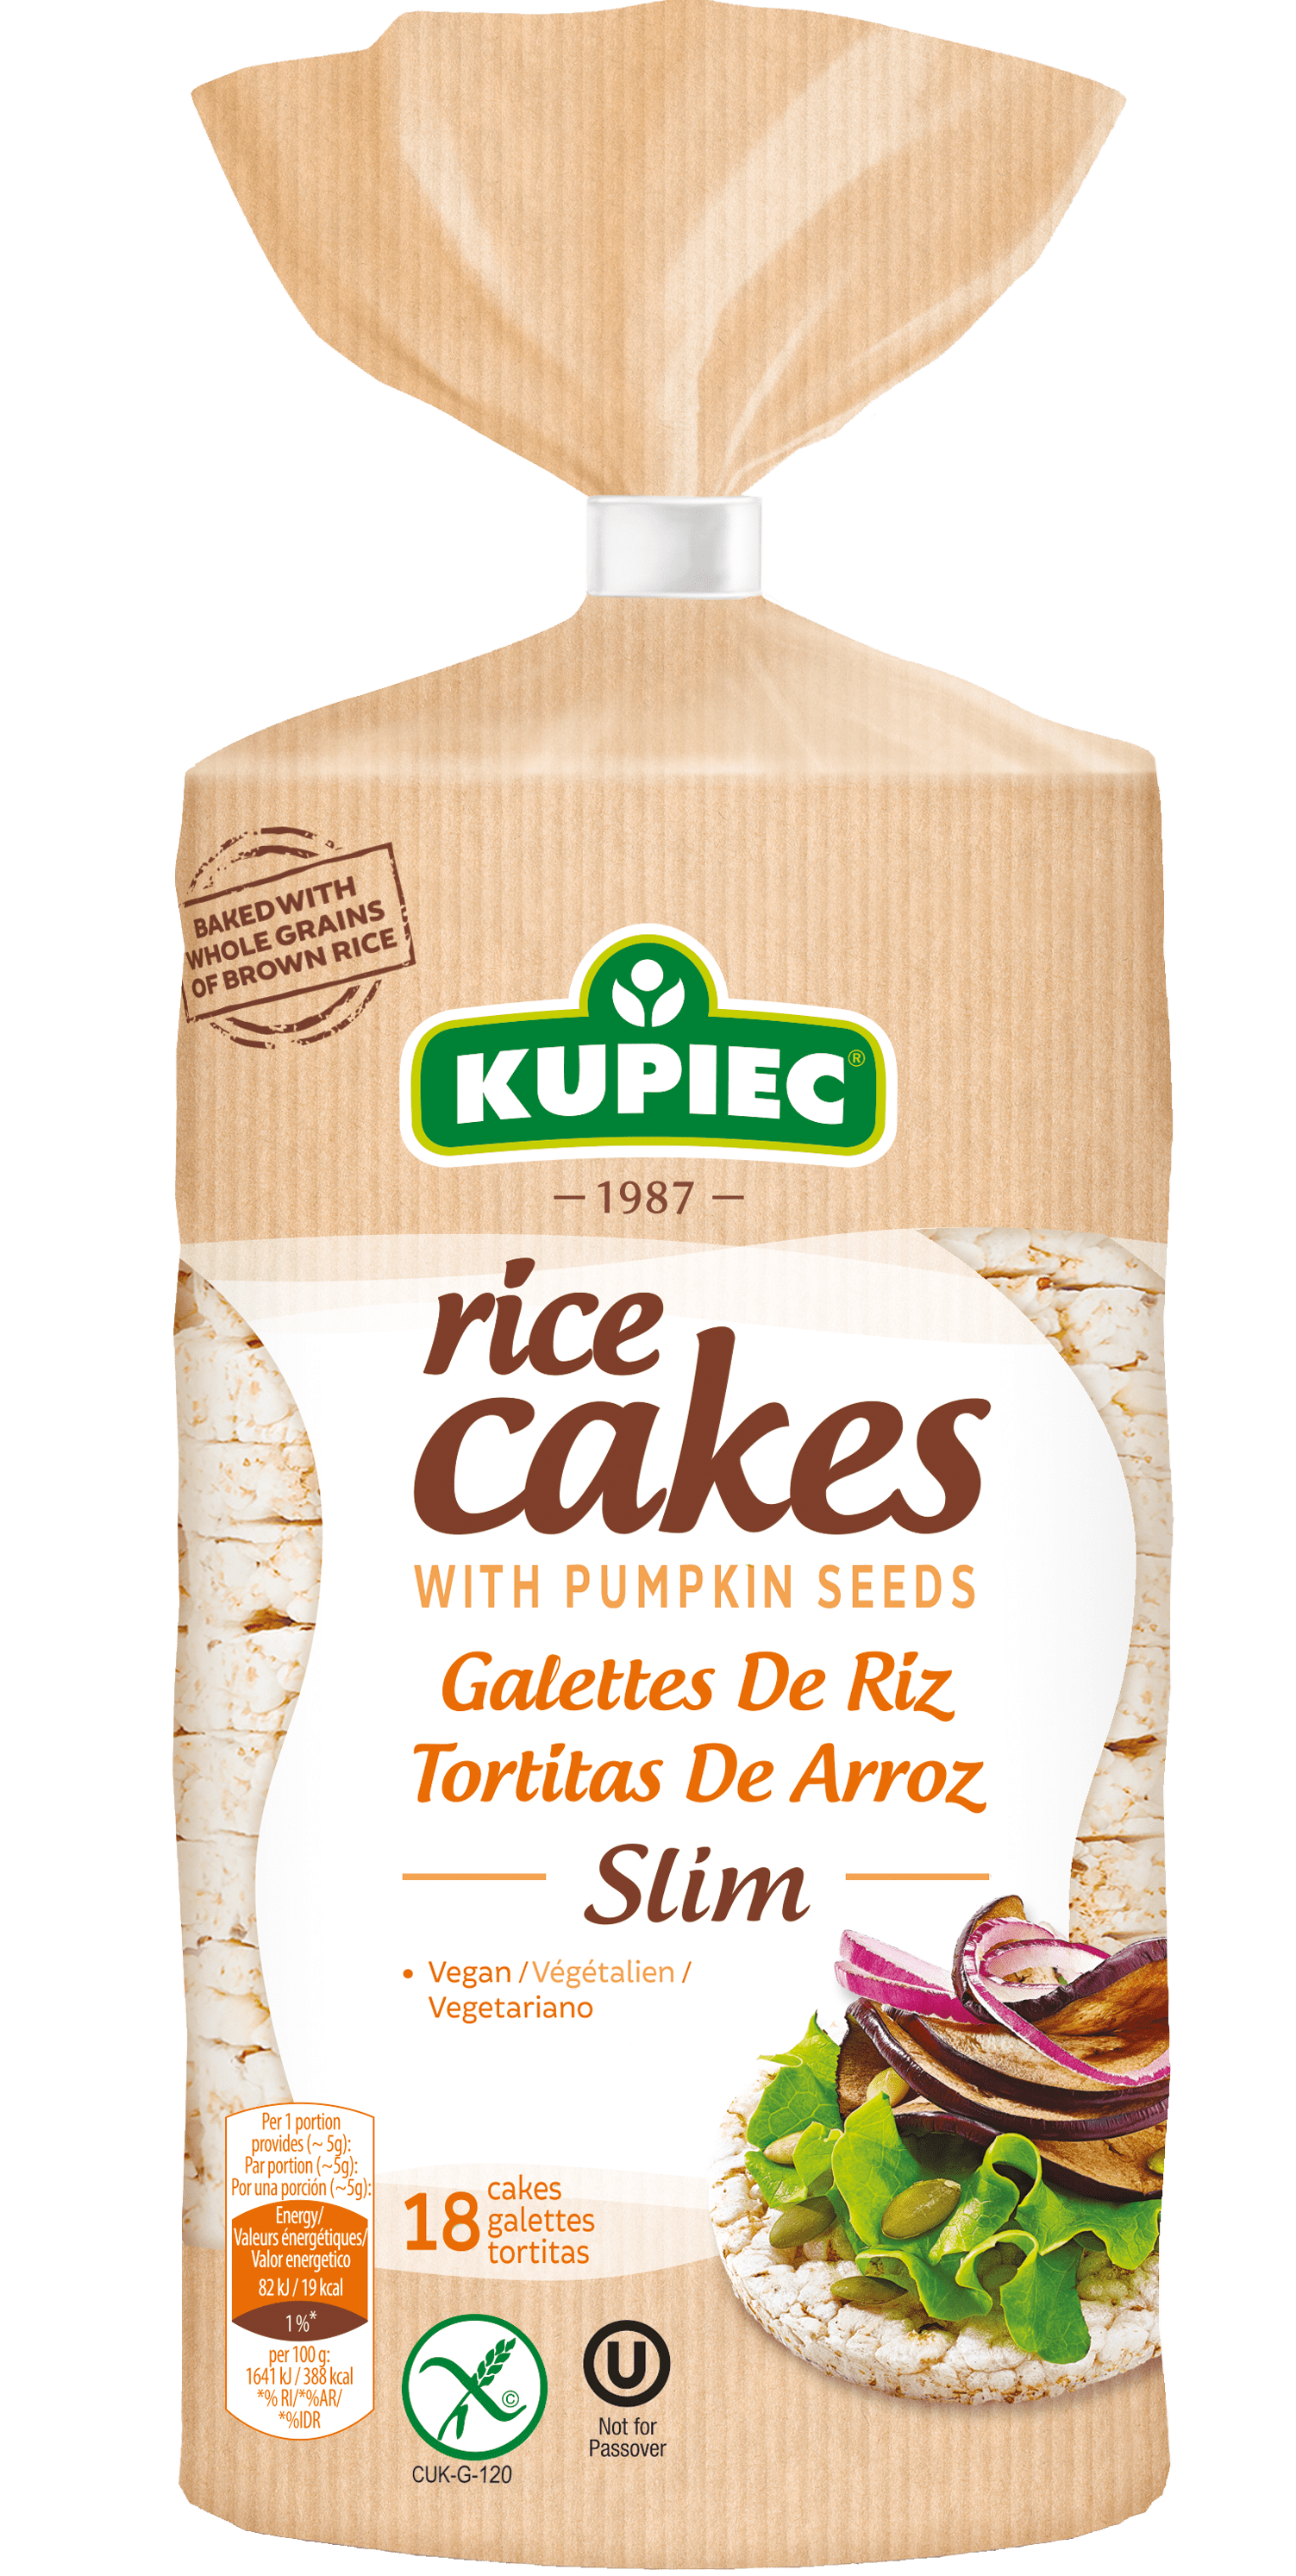 BAKED WITH
WHOLE GRAINS
OF BROWN RICE
KUPIEC®
– 1987 –
rice
cakes
WITH PUMPKIN SEEDS
Galettes De Riz
Tortitas De Arroz
Slim
• Vegan / Végétalien /
Vegetariano
Per 1 portion
provides (~ 5g):
Par portion (~5g):
Por una porción (~5g):
Energy/
Valeurs énergétiques/
Valor energetico
82 kJ / 19 kcal
1 %*
per 100 g:
1641 kJ / 388 kcal
*% RI/*%AR/
*%IDR
18
cakes
galettes
tortitas
©
CUK-G-120
U
Not for
Passover